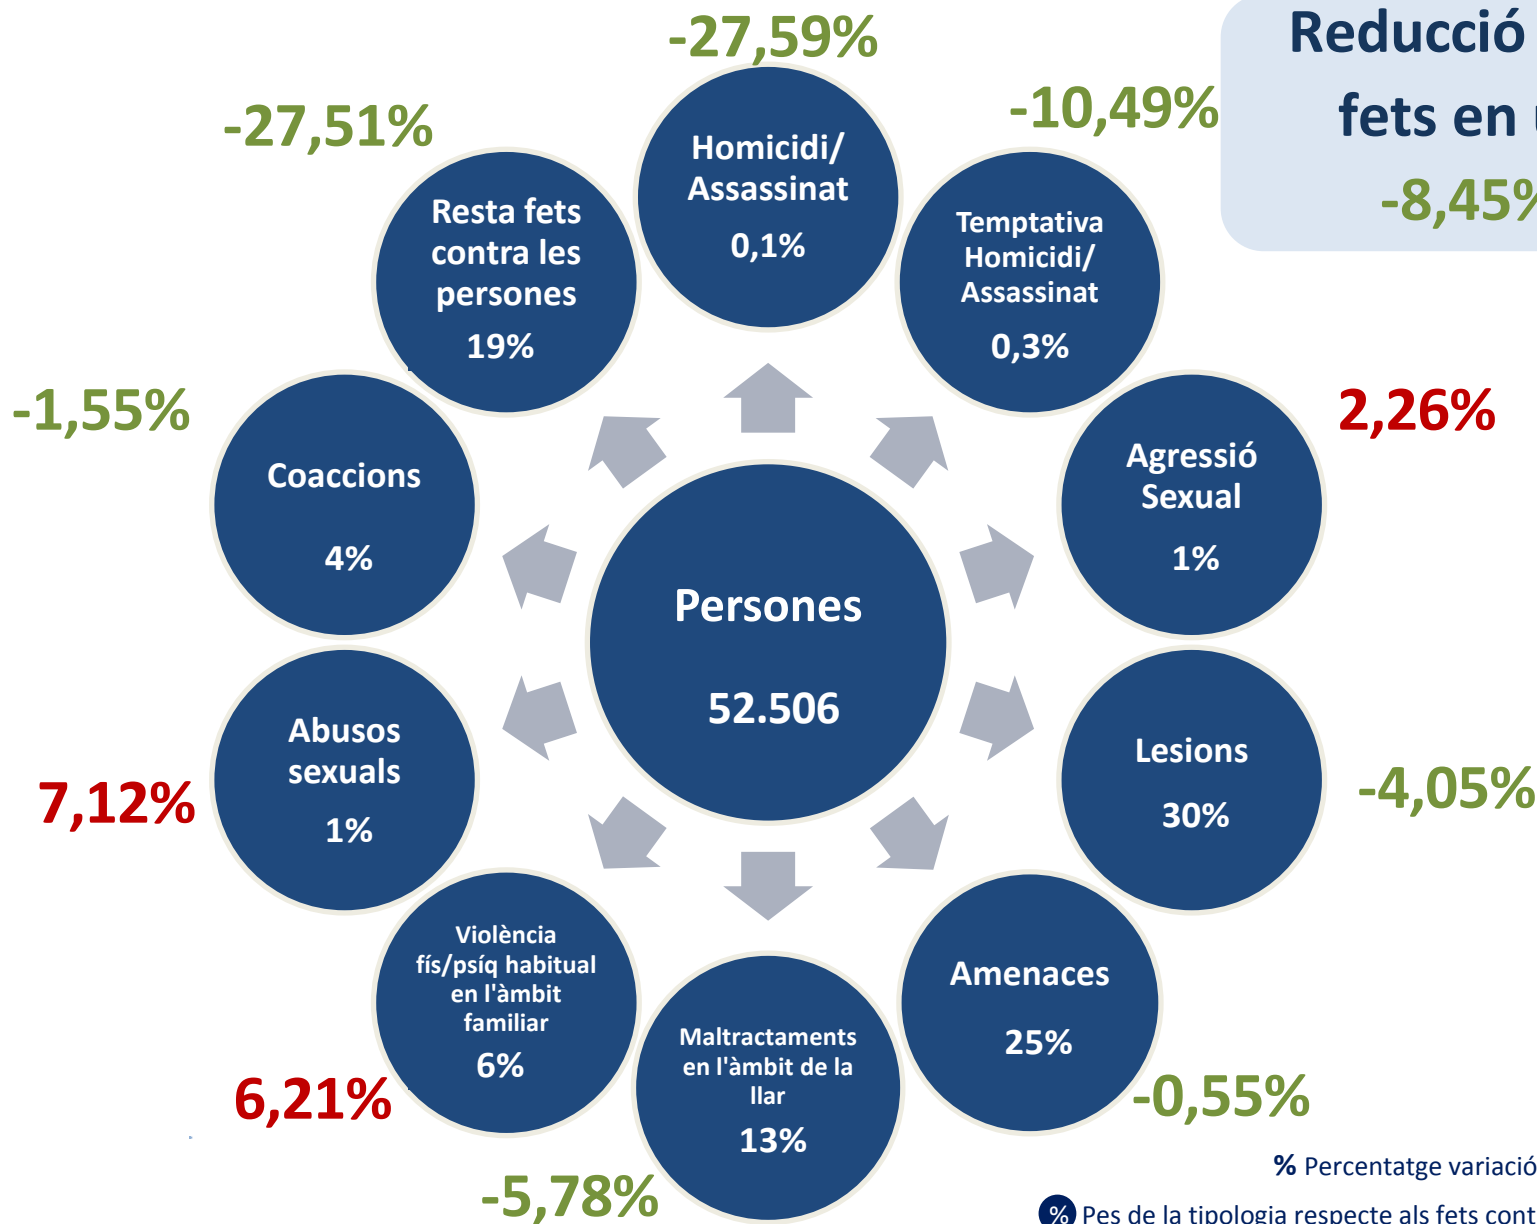 -27,59%
Reducció
fets en
-8,45%
-27,51%
-10,49%
Homicidi/
Assassinat
0,1%
Resta fets
contra les
persones
19%
Temptativa
Homicidi/
Assassinat
0,3%
-1,55%
2,26%
Coaccions
4%
Agressió
Sexual
1%
Persones
52.506
Abusos
sexuals
1%
7,12%
Lesions
30%
-4,05%
Violència
fís/psíq habitual
en l'àmbit
familiar
6%
6,21%
Amenaces
25%
-0,55%
Maltractaments
en l'àmbit de la
llar
13%
-5,78%
% Percentatge variació
% Pes de la tipologia respecte als fets cont